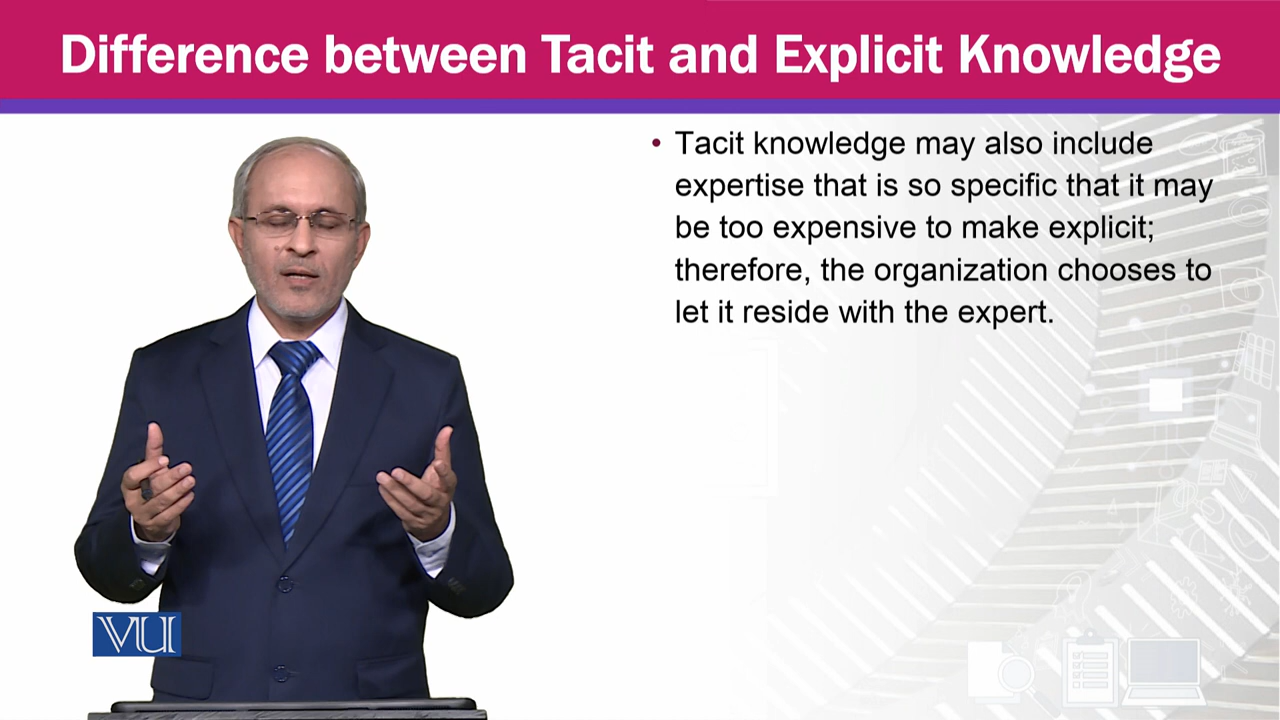 Difference between Tacit and Explicit Knowledge
• Tacit knowledge may also include
expertise that is so specific that it may
be too expensive to make explicit;
therefore, the organization chooses to
let it reside with the expert.
VU